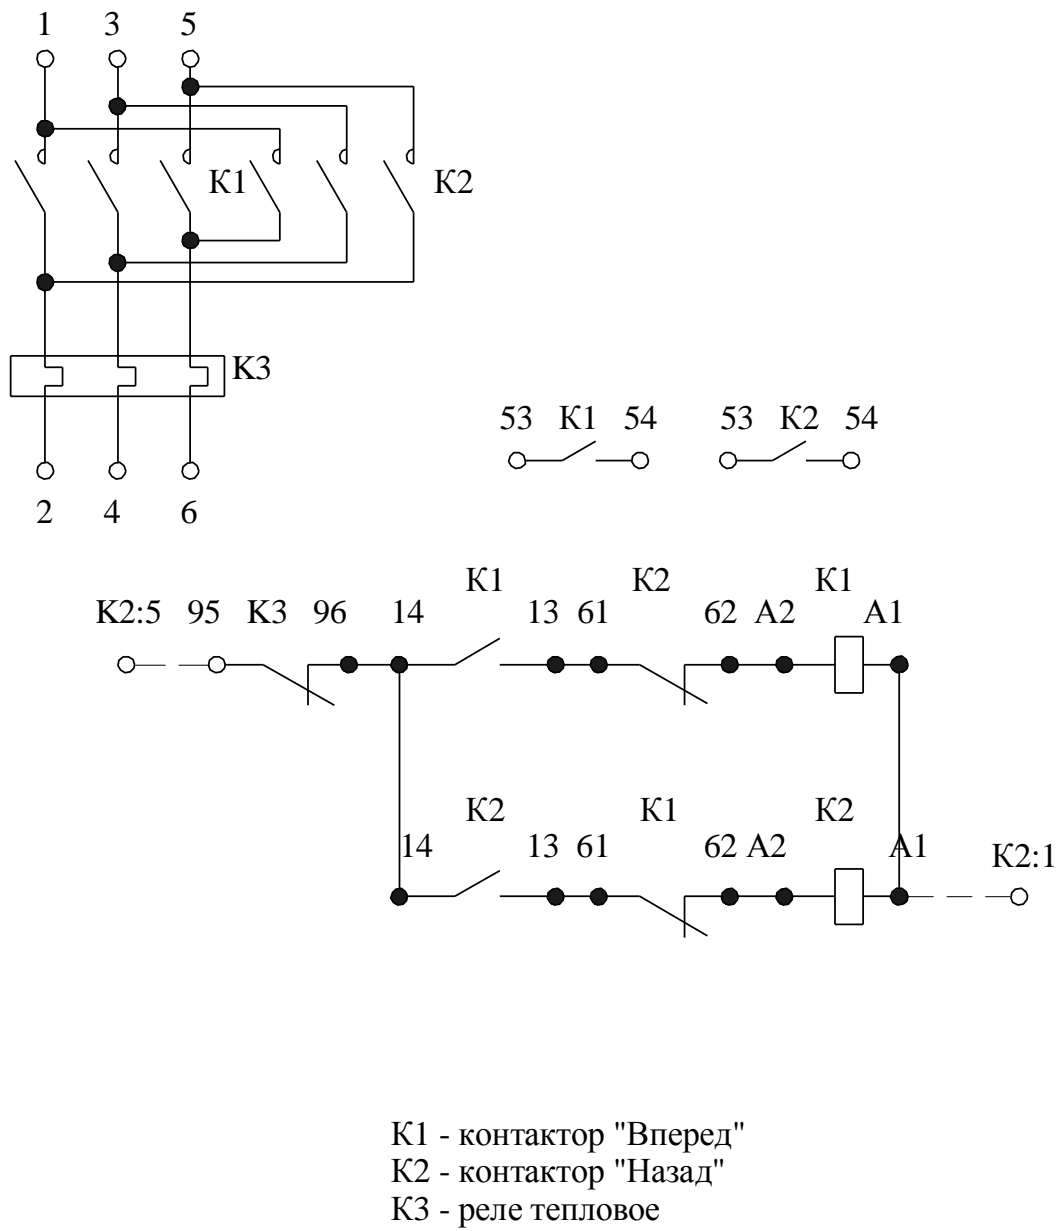 1 3 5
К1 К2
К3
2 4 6
53 К1 54 53 К2 54
К1 К2 К1
К2:5 95 К3 96 14 13 61 62 А2 А1
К2 К1 К2
14 13 61 62 А2 А1 К2:1
К1 - контактор "Вперед"
К2 - контактор "Назад"
К3 - реле тепловое